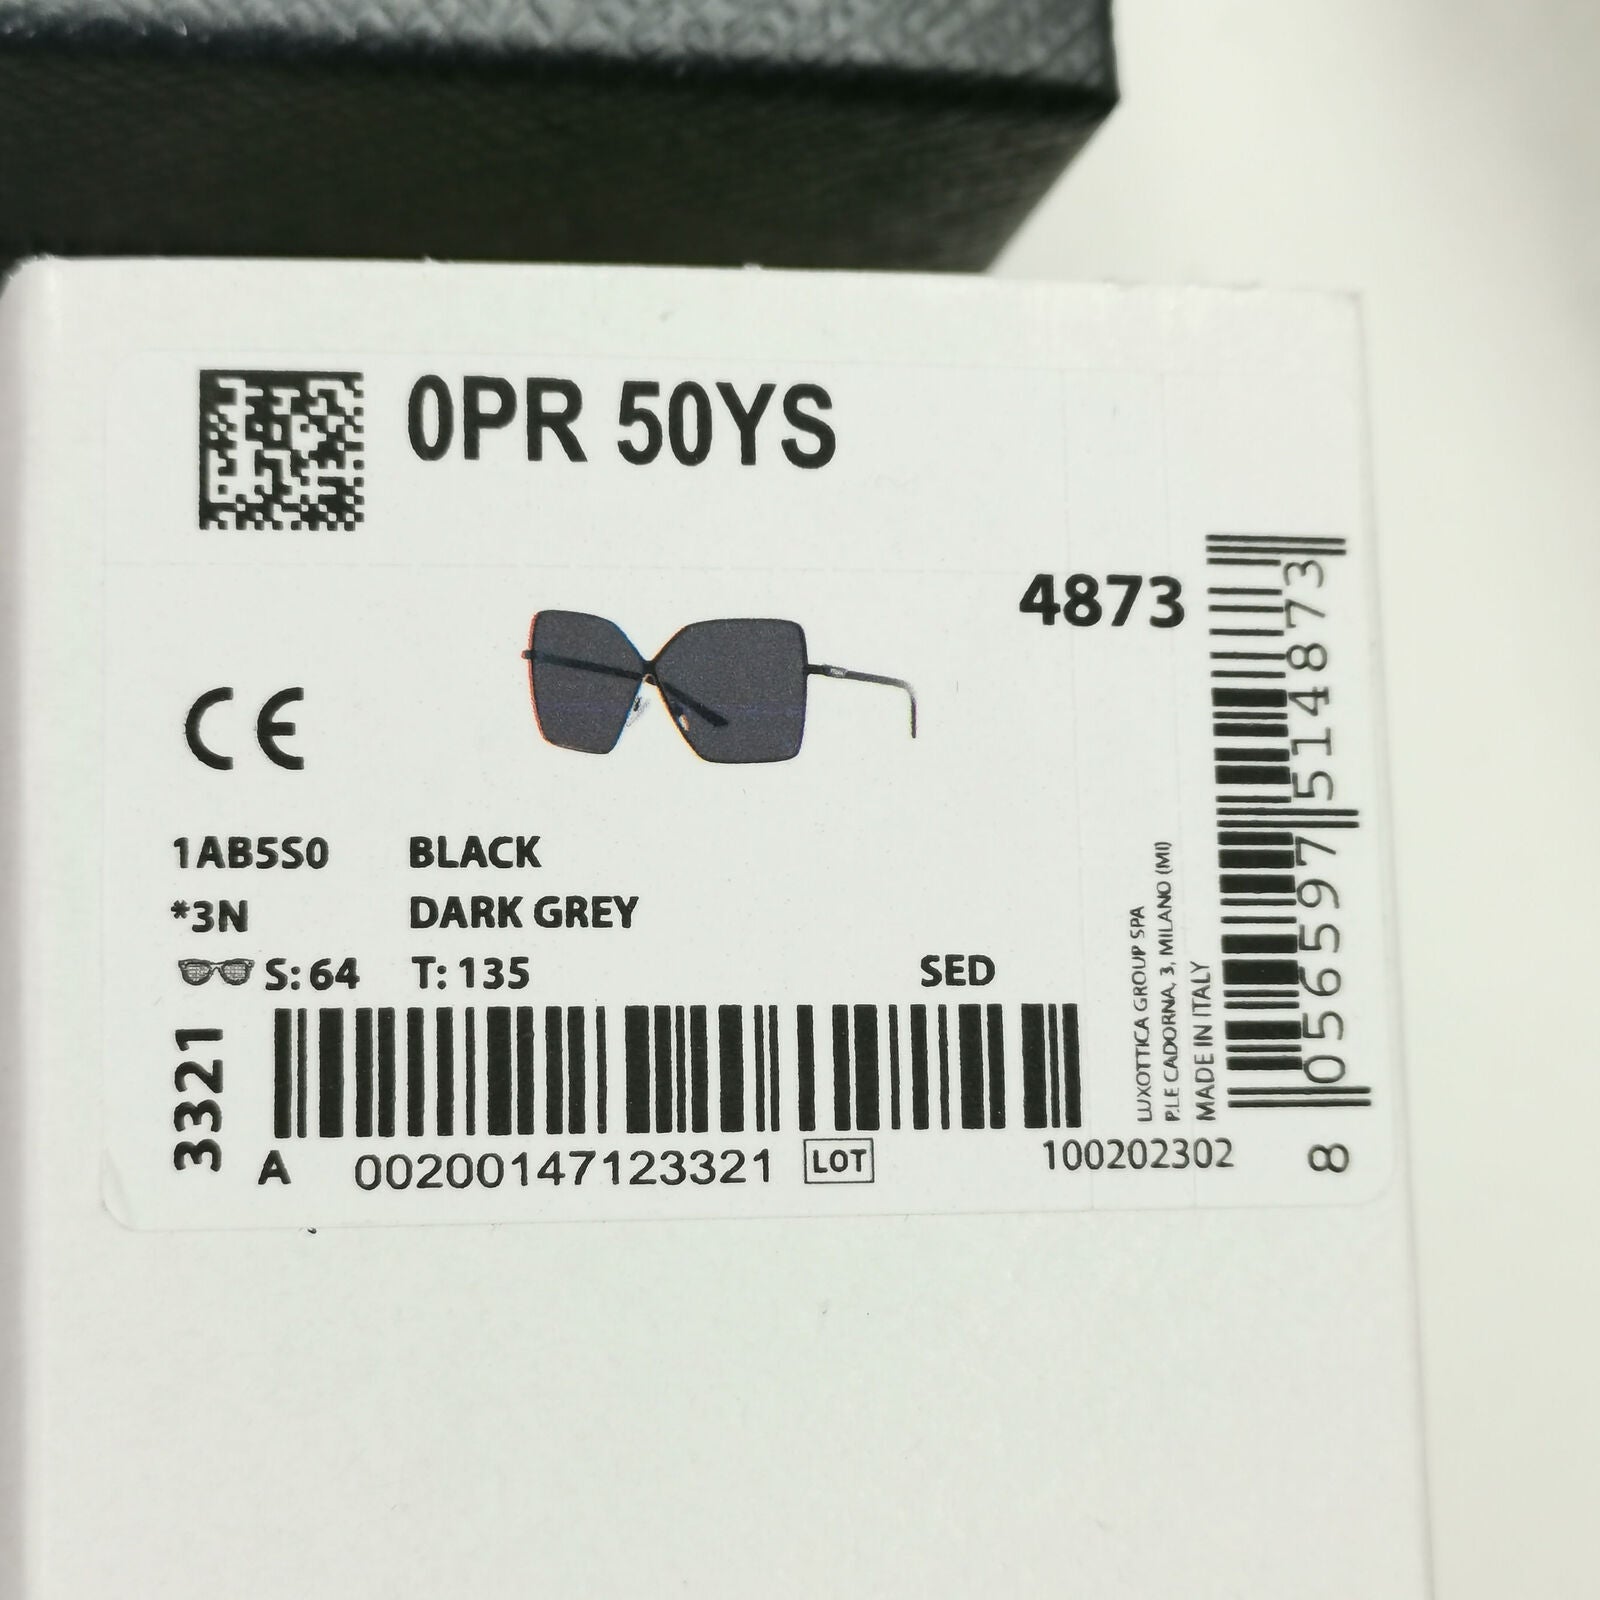 0PR 50YS
4873
CE
1AB5S0 BLACK
*3N DARK GREY
S: 64 T: 135 SED
3321
A 00200147123321 LOT 100202302
LUXOTTICA GROUP SPA
P.LE CADORNA, 3, MILANO (MI)
MADE IN ITALY
8 056597 514873